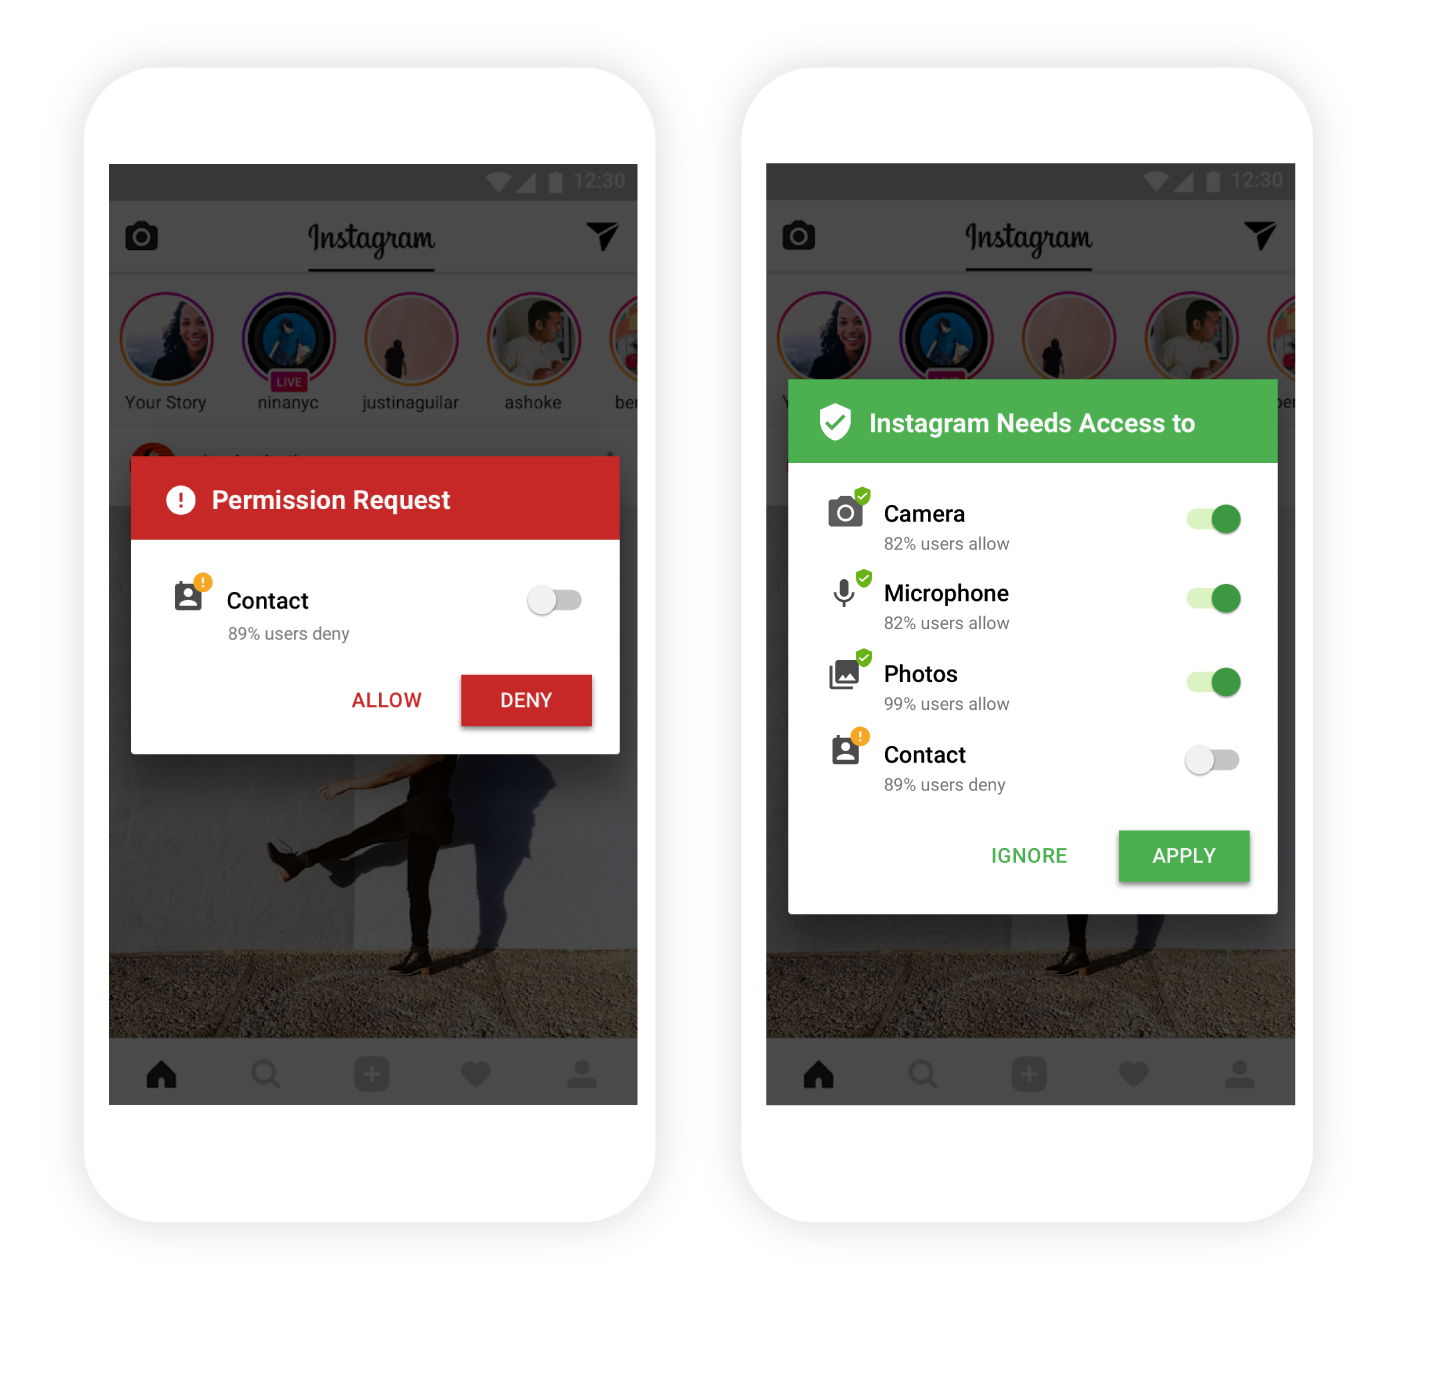 12:30
Instagram
LIVE
Your Story
ninanyc
justinaguilar
ashoke
ber
Permission Request
Contact
89% users deny
ALLOW
DENY
12:30
Instagram
Instagram Needs Access to
Camera
82% users allow
Microphone
82% users allow
Photos
99% users allow
Contact
89% users deny
IGNORE
APPLY